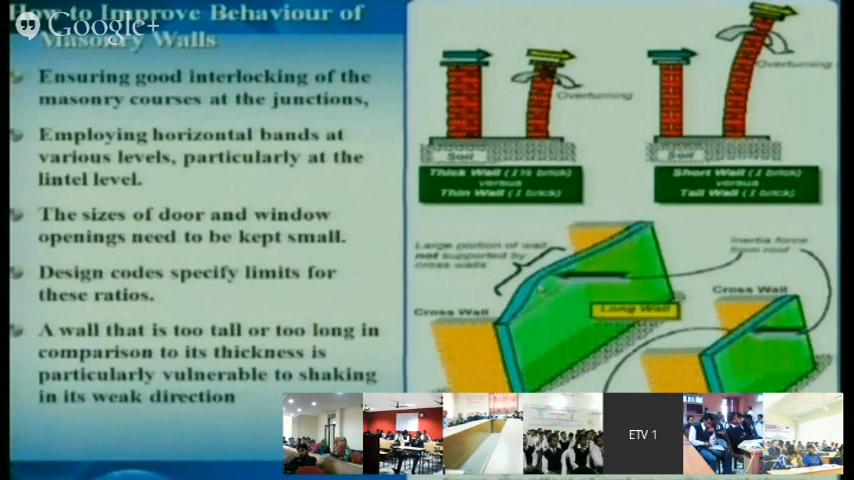 How to Improve Behaviour of
Google+
Masonry Walls
Ensuring good interlocking of the
masonry courses at the junctions,
Employing horizontal bands at
various levels, particularly at the
lintel level.
The sizes of door and window
openings need to be kept small.
Design codes specify limits for
these ratios.
A wall that is too tall or too long in
comparison to its thickness is
particularly vulnerable to shaking
in its weak direction
Overturning
Soil
Thick Wall (1½ brick)
versus
Thin Wall (1 brick)
Overturning
Soil
Short Wall (1 brick)
versus
Tall Wall (1 brick)
Large portion of wall
not supported by
cross walls
Inertia force
from roof
Cross Wall
Long Wall
Cross Wall
ETV 1